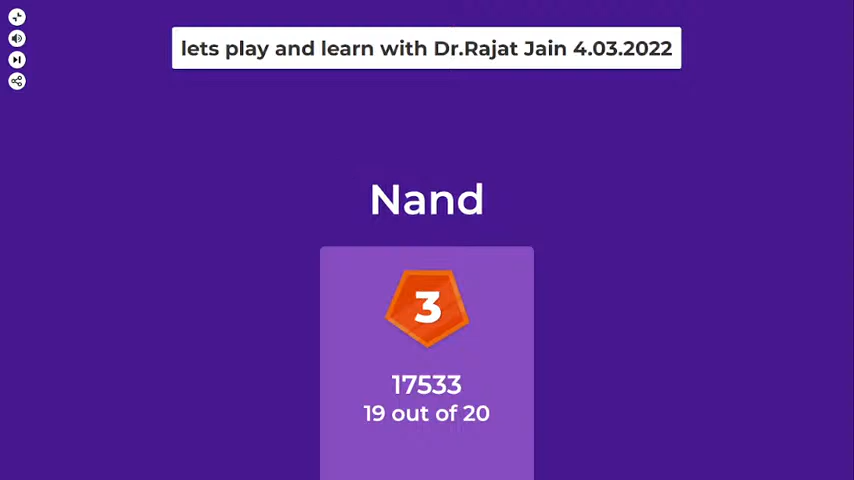 lets play and learn with Dr.Rajat Jain 4.03.2022
Nand
3
17533
19 out of 20